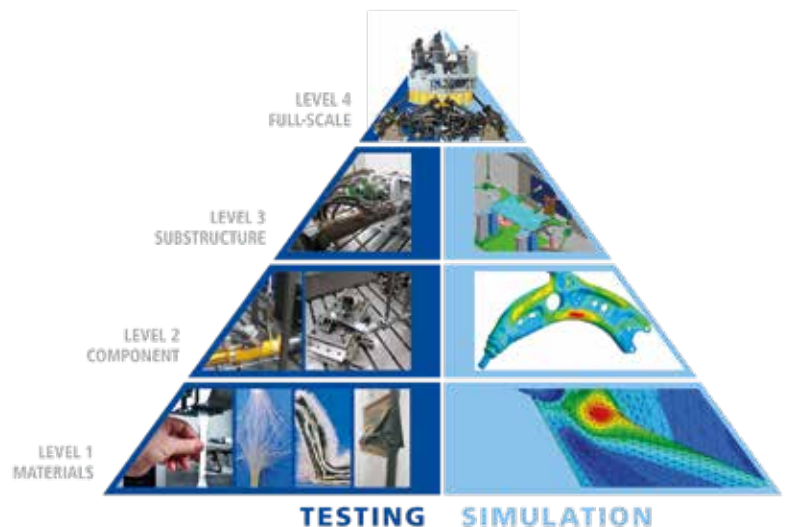 LEVEL 4
FULL-SCALE
LEVEL 3
SUBSTRUCTURE
LEVEL 2
COMPONENT
LEVEL 1
MATERIALS
TESTING SIMULATION